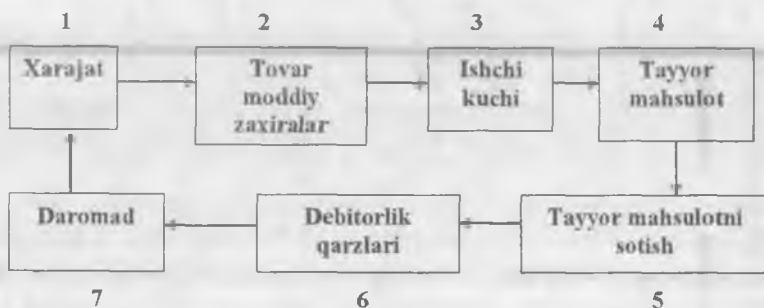 1 2 3 4
Xarajat
Tovar
moddiy
zaxiralar
Ishchi
kuchi
Tayyor
mahsulot
Daromad
Debitorlik
qarzlari
Tayyor mahsulotni
sotish
7 6 5